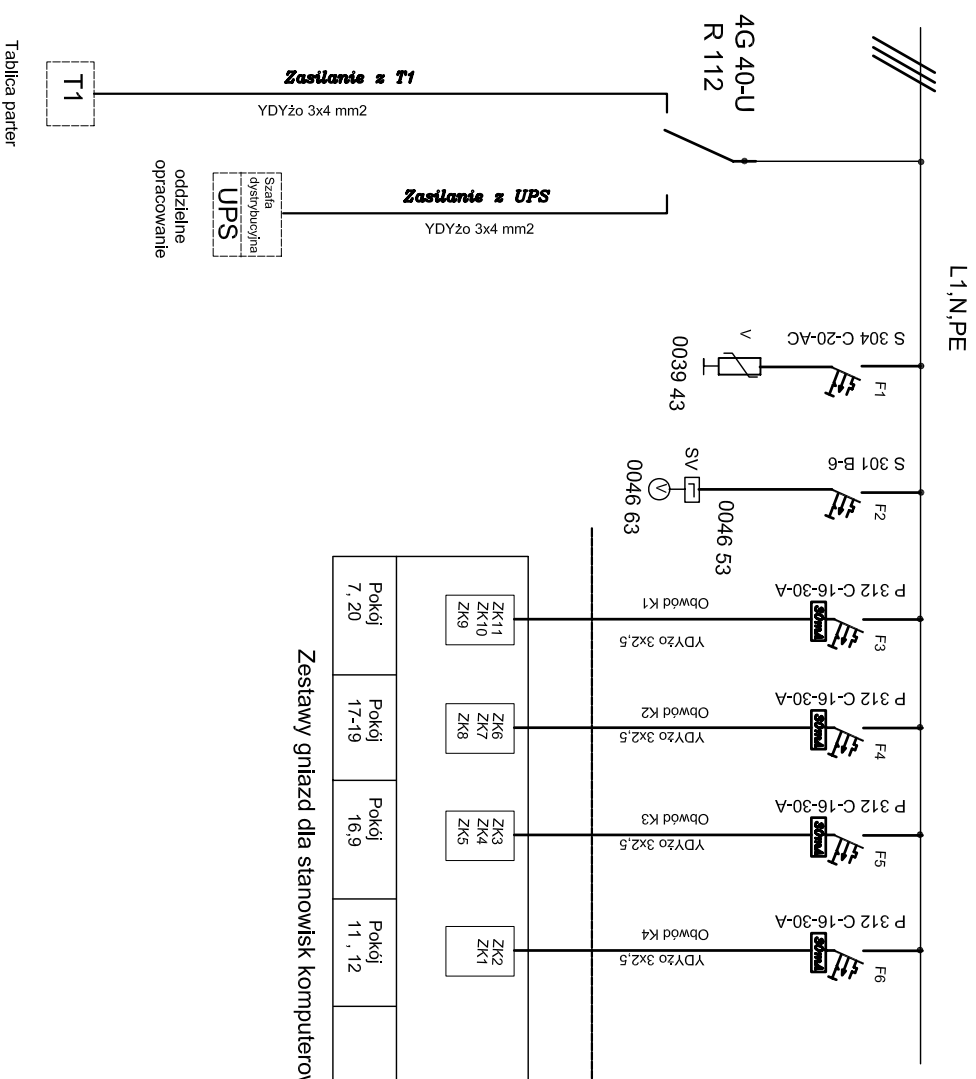 L1,N,PE
4G 40-U
R 112
Zasilanie z T1
YDYżo 3x4 mm2
T1
Tablica parter
Zasilanie z UPS
YDYżo 3x4 mm2
Szafa
dystrybucyjna
UPS
oddzielne
opracowanie
S 304 C-20-AC
F1
V
0039 43
S 301 B-6
F2
SV
0046 53
V
0046 63
P 312 C-16-30-A
F3
30mA
Obwód K1
YDYżo 3x2,5
ZK11
ZK10
ZK9
Pokój
7, 20
P 312 C-16-30-A
F4
30mA
Obwód K2
YDYżo 3x2,5
ZK6
ZK7
ZK8
Pokój
17-19
P 312 C-16-30-A
F5
30mA
Obwód K3
YDYżo 3x2,5
ZK3
ZK4
ZK5
Pokój
16,9
P 312 C-16-30-A
F6
30mA
Obwód K4
YDYżo 3x2,5
ZK2
ZK1
Pokój
11 , 12
Zestawy gniazd dla stanowisk